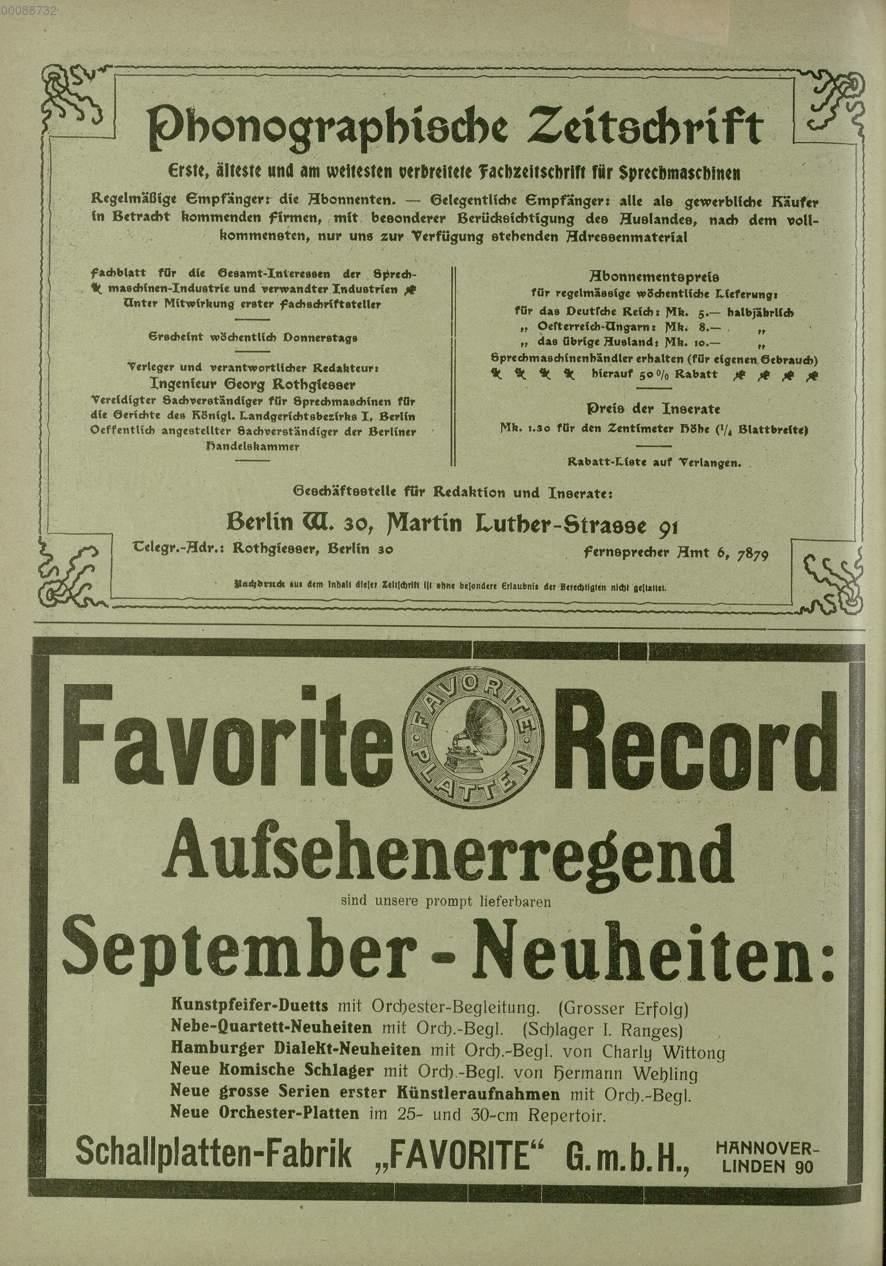 00088732
Phonographische Zeitschrift
Erste, älteste und am weitesten verbreitete Fachzeitschrift für Sprechmaschinen
Regelmäßige Empfänger: die Abonnenten. — Gelegentliche Empfänger: alle als gewerbliche Käufer
in Betracht kommenden Firmen, mit besonderer Berücksichtigung des Auslandes, nach dem voll-
kommensten, nur uns zur Verfügung stehenden Adressenmaterial
Fachblatt für die Gesamt-Interessen der Sprech-
maschinen-Industrie und verwandter Industrien
Unter Mitwirkung erster Fachschriftsteller
Erscheint wöchentlich Donnerstags
Verleger und verantwortlicher Redakteur:
Ingenieur Georg Rothgiesser
Vereidigter Sachverständiger für Sprechmaschinen für
die Gerichte des Königl. Landgerichtsbezirks I, Berlin
Oeffentlich angestellter Sachverständiger der Berliner
Handelskammer
Abonnementspreis
für regelmässige wöchentliche Lieferung:
für das Deutsche Reich: Mk. 5.— halbjährlich
„ Oesterreich-Ungarn: Mk. 8.— „
„ das übrige Ausland: Mk. 10.— „
Sprechmaschinenhändler erhalten (für eigenen Gebrauch)
hierauf 50% Rabatt
Preis der Inserate
Mk. 1.30 für den Zentimeter Höhe (1/4 Blattbreite)
Rabatt-Liste auf Verlangen.
Geschäftsstelle für Redaktion und Inserate:
Berlin W. 30, Martin Luther-Strasse 91
Telegr.-Adr.: Rothgiesser, Berlin 30
Fernsprecher Amt 6, 7879
Nachdruck aus dem Inhalt dieser Zeitschrift ist ohne besondere Erlaubnis der Berechtigten nicht gestattet.
Favorite FAVORITE PLATTEN Record
Aufsehenerregend
sind unsere prompt lieferbaren
September-Neuheiten:
Kunstpfeifer-Duetts mit Orchester-Begleitung. (Grosser Erfolg)
Nebe-Quartett-Neuheiten mit Orch.-Begl. (Schlager I. Ranges)
Hamburger Dialekt-Neuheiten mit Orch.-Begl. von Charly Wittong
Neue Komische Schlager mit Orch.-Begl. von Hermann Wehling
Neue grosse Serien erster Künstleraufnahmen mit Orch.-Begl.
Neue Orchester-Platten im 25- und 30-cm Repertoir.
Schallplatten-Fabrik „FAVORITE“ G.m.b.H., HANNOVER-
LINDEN 90